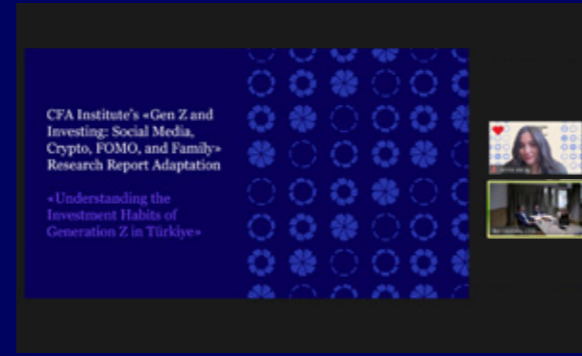 CFA Institute's «Gen Z and
Investing: Social Media,
Crypto, FOMO, and Family»
Research Report Adaptation
«Understanding the
Investment Habits of
Generation Z in Türkiye»